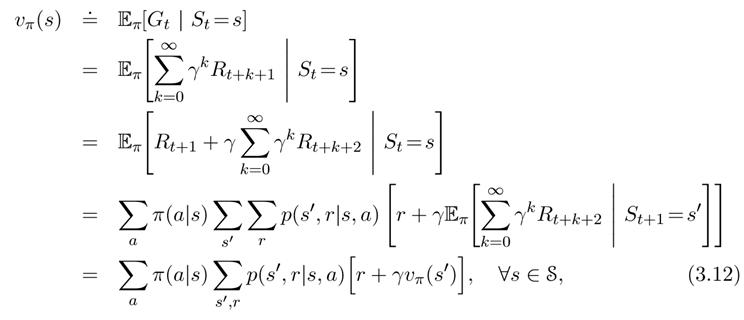 v_π(s) ≐ 𝔼_π[G_t | S_t = s]
= 𝔼_π[∑_{k=0}^{∞} γ^k R_{t+k+1} | S_t = s]
= 𝔼_π[R_{t+1} + γ ∑_{k=0}^{∞} γ^k R_{t+k+2} | S_t = s]
= ∑_a π(a|s) ∑_{s′} ∑_r p(s′, r|s, a) [r + γ𝔼_π[∑_{k=0}^{∞} γ^k R_{t+k+2} | S_{t+1} = s′]]
= ∑_a π(a|s) ∑_{s′,r} p(s′, r|s, a)[r + γv_π(s′)], ∀s ∈ 𝒮, (3.12)